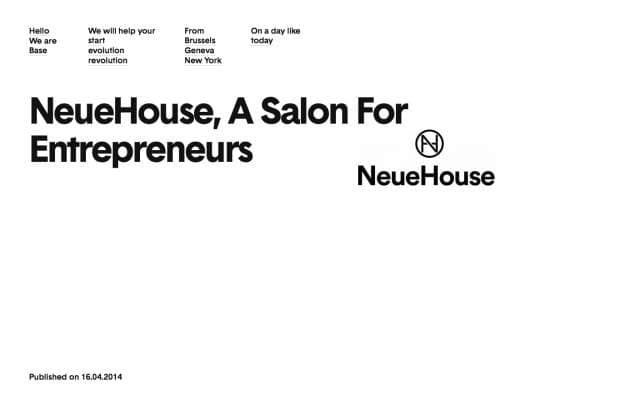 Hello
We are
Base
We will help your
start
evolution
revolution
From
Brussels
Geneva
New York
On a day like
today
NeueHouse, A Salon For
Entrepreneurs
NeueHouse
Published on 16.04.2014